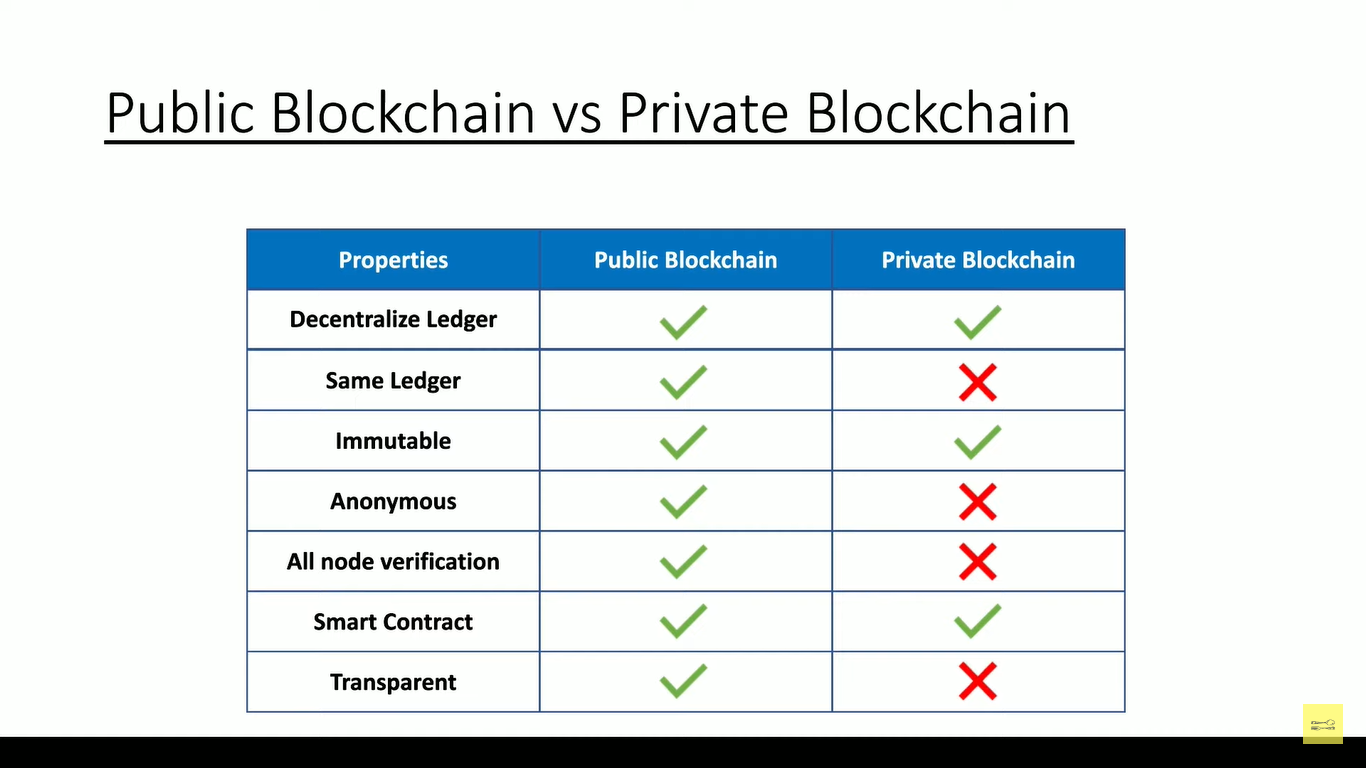 Public Blockchain vs Private Blockchain
Properties Public Blockchain Private Blockchain
Decentralize Ledger
Same Ledger
Immutable
Anonymous
All node verification
Smart Contract
Transparent